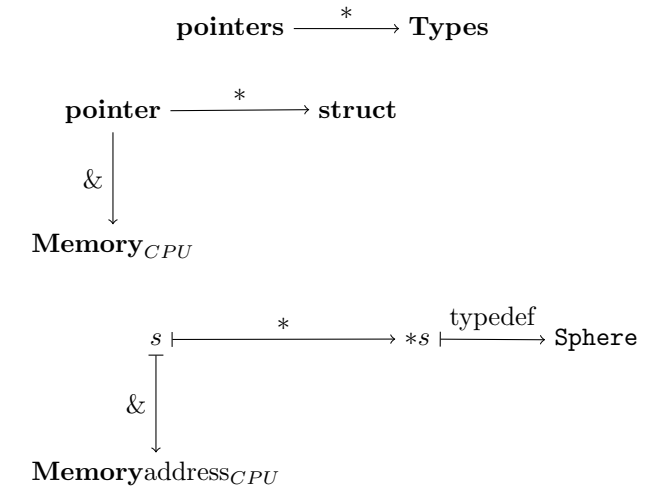 *
pointers Types
*
pointer struct
&
Memory_CPU
* typedef
s *s Sphere
&
Memoryaddress_CPU